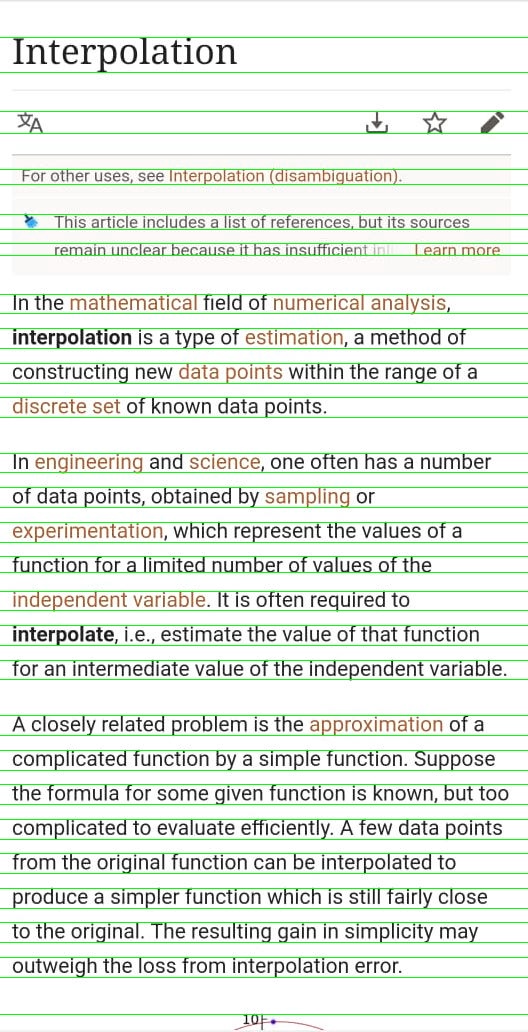 Interpolation
文A
For other uses, see Interpolation (disambiguation).
This article includes a list of references, but its sources
remain unclear because it has insufficient Learn more
In the mathematical field of numerical analysis,
interpolation is a type of estimation, a method of
constructing new data points within the range of a
discrete set of known data points.
In engineering and science, one often has a number
of data points, obtained by sampling or
experimentation, which represent the values of a
function for a limited number of values of the
independent variable. It is often required to
interpolate, i.e., estimate the value of that function
for an intermediate value of the independent variable.
A closely related problem is the approximation of a
complicated function by a simple function. Suppose
the formula for some given function is known, but too
complicated to evaluate efficiently. A few data points
from the original function can be interpolated to
produce a simpler function which is still fairly close
to the original. The resulting gain in simplicity may
outweigh the loss from interpolation error.
10